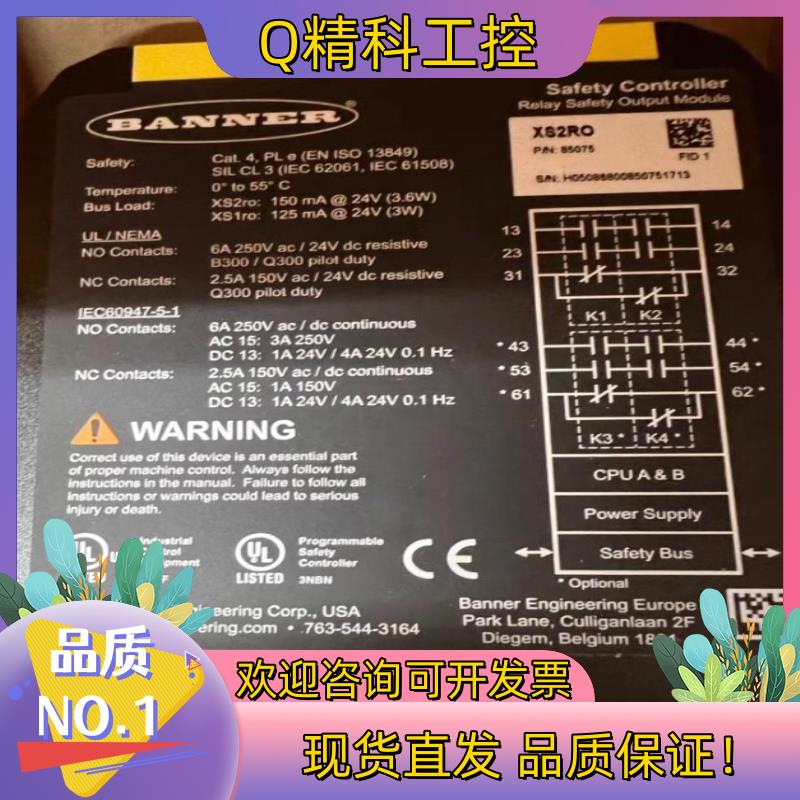 Q精科工控
BANNER
Safety Controller
Relay Safety Output Module
XS2RO
P/N: 85075
FID 1
S/N: H05086800850751713
Safety: Cat. 4, PL e (EN ISO 13849)
SIL CL 3 (IEC 62061, IEC 61508)
Temperature: 0° to 55° C
Bus Load: XS2ro: 150 mA @ 24V (3.6W)
XS1ro: 125 mA @ 24V (3W)
UL / NEMA
NO Contacts: 6A 250V ac / 24V dc resistive
B300 / Q300 pilot duty
NC Contacts: 2.5A 150V ac / 24V dc resistive
Q300 pilot duty
IEC60947-5-1
NO Contacts: 6A 250V ac / dc continuous
AC 15: 3A 250V
DC 13: 1A 24V / 4A 24V 0.1 Hz
NC Contacts: 2.5A 150V ac / dc continuous
AC 15: 1A 150V
DC 13: 1A 24V / 4A 24V 0.1 Hz
13 14
23 24
31 32
K1 K2
* 43 44 *
* 53 54 *
* 61 62 *
K3 * K4 *
CPU A & B
Power Supply
Safety Bus
* Optional
WARNING
Correct use of this device is an essential part
of proper machine control. Always follow the
instructions in the manual. Failure to follow all
instructions or warnings could lead to serious
injury or death.
UL
UL
LISTED
Programmable
Safety
Controller
3NBN
CE
Corp., USA
• 763-544-3164
Banner Engineering Europe
Park Lane, Culliganlaan 2F
Diegem, Belgium
品质
NO.1
欢迎咨询可开发票
现货直发 品质保证!